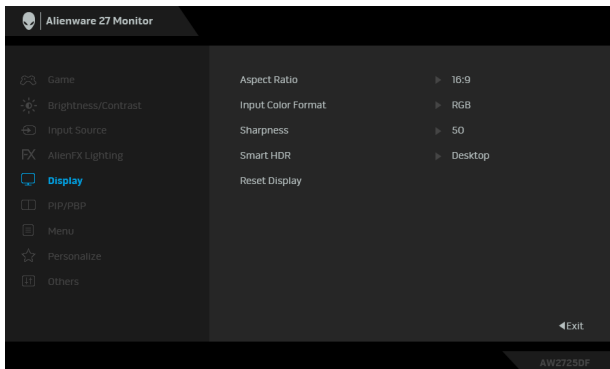 Alienware 27 Monitor
Game
Brightness/Contrast
Input Source
FX AlienFX Lighting
Display
PIP/PBP
Menu
Personalize
Others
Aspect Ratio 16:9
Input Color Format RGB
Sharpness 50
Smart HDR Desktop
Reset Display
Exit
AW2725DF